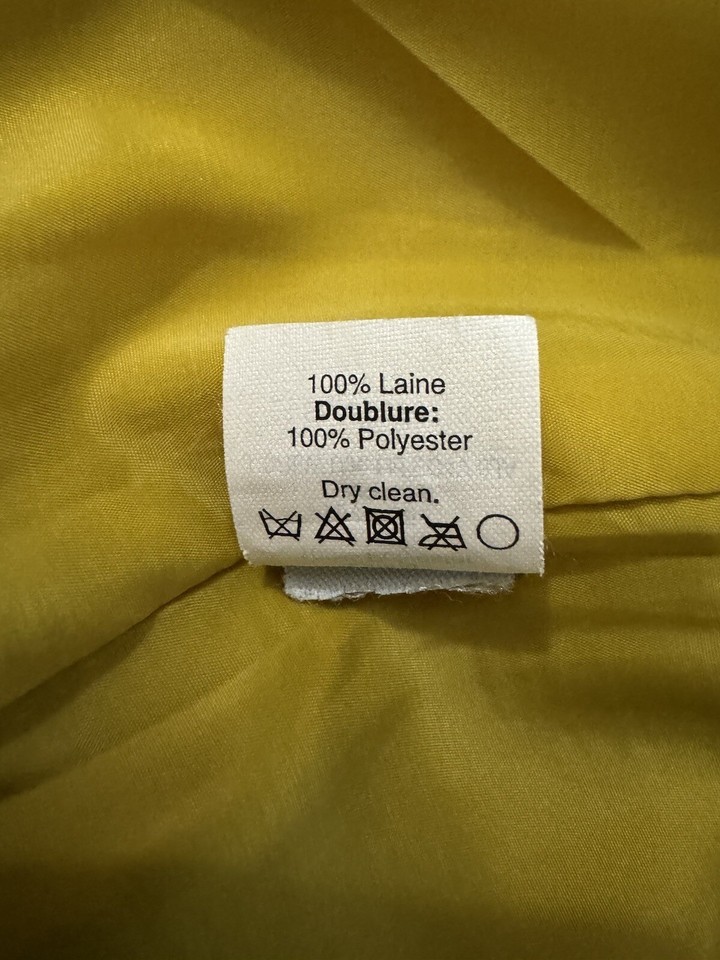 100% Laine
Doublure:
100% Polyester
Dry clean.